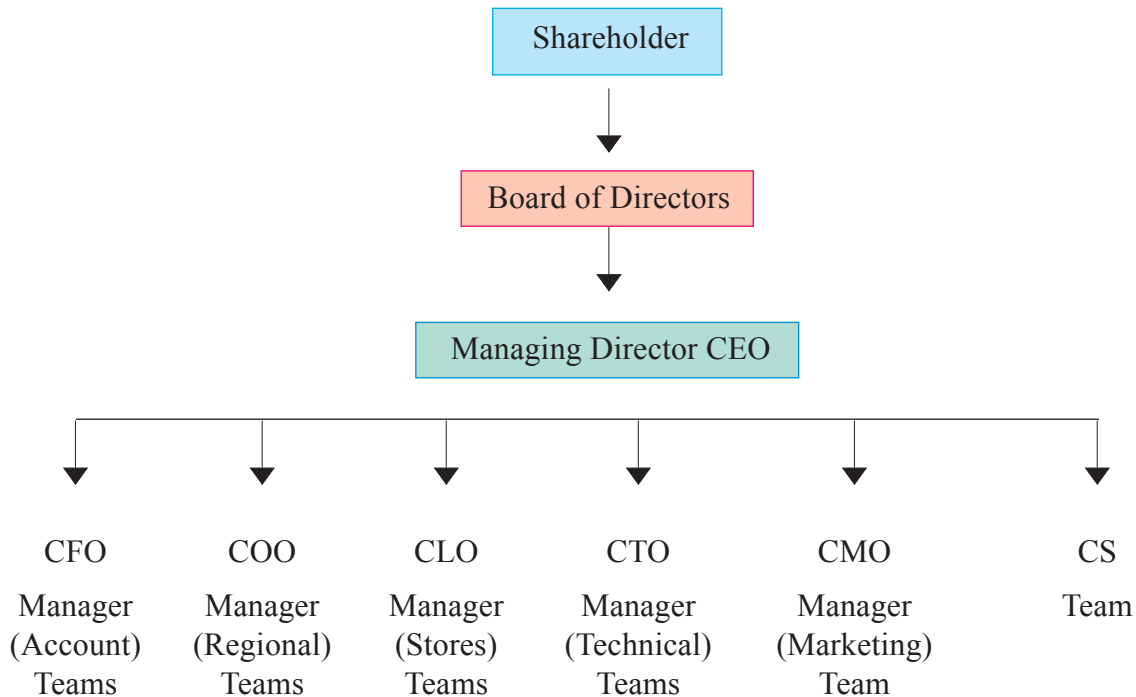 Shareholder
Board of Directors
Managing Director CEO
CFO
COO
CLO
CTO
CMO
CS
Manager
(Account)
Teams
Manager
(Regional)
Teams
Manager
(Stores)
Teams
Manager
(Technical)
Teams
Manager
(Marketing)
Team
Team